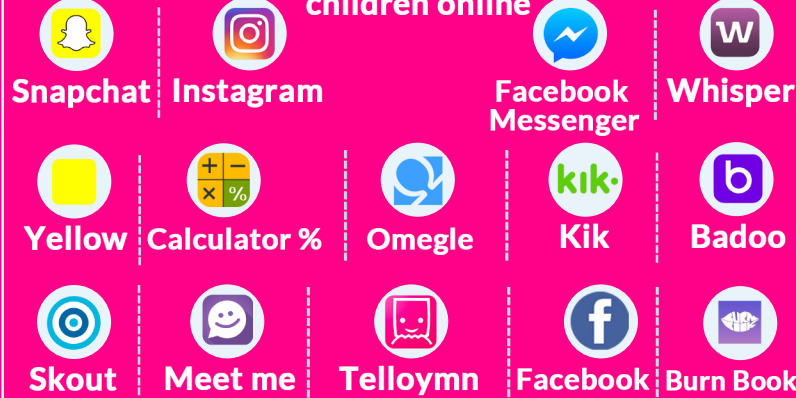 children online
W
Snapchat Instagram Facebook Messenger Whisper
+ −
× %
kik·
b
Yellow Calculator % Omegle Kik Badoo
f
Skout Meet me Telloymn Facebook Burn Book